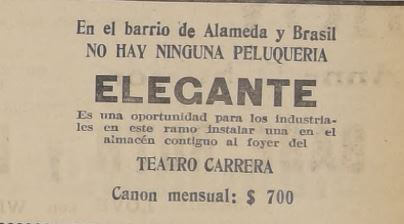 En el barrio de Alameda y Brasil
NO HAY NINGUNA PELUQUERIA
ELEGANTE
Es una oportunidad para los industria-
les en este ramo instalar una en el
almacén contiguo al foyer del
TEATRO CARRERA
Canon mensual: $ 700